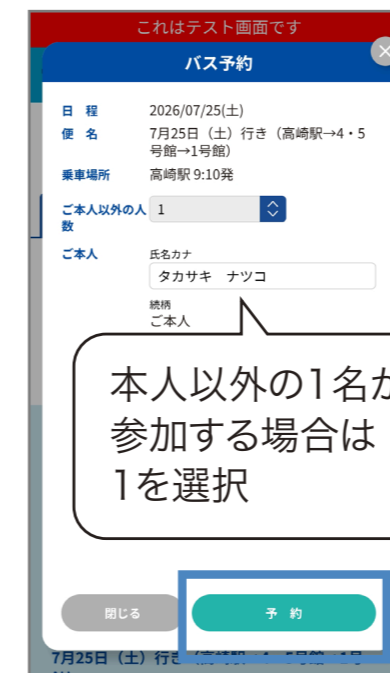 これはテスト画面です
バス予約
日 程 2026/07/25(土)
便 名 7月25日（土）行き（高崎駅→4・5
号館→1号館）
乗車場所 高崎駅 9:10発
ご本人以外の人 1
数
ご本人 氏名カナ
タカサキ ナツコ
続柄
ご本人
本人以外の1名が
参加する場合は
1を選択
閉じる 予 約
7月25日（土）行き